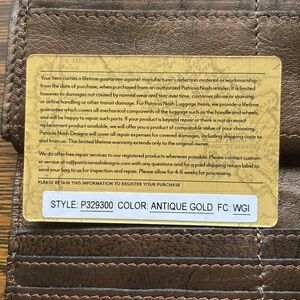 Your item carries a lifetime guarantee against manufacturer's defects in material or workmanship
from the date of purchase, when purchased from an authorized Patricia Nash retailer. It is limited
however to damages not caused by normal wear and tear over time, customer abuse or alteration
or airline handling or other transit damage. For Patricia Nash Luggage items, we provide a lifetime
guarantee which covers all mechanical components of the luggage such as the handle and wheels
and will be happy to repair such parts. If your product is beyond repair or there is not an exact
replacement product available, we will offer you a product of comparable value of your choosing
Patricia Nash Designs will cover all repair expenses for covered damages, including shipping costs to
and from us. This limited lifetime warranty extends only to the original owner.
We do offer free repair services to our registered products whenever possible. Please contact custom-
er service at cs@patricianashdesigns.com with any questions and for a paid shipping return label to
send your bag to us for inspection and repair. Please allow for 4-6 weeks for processing.
PLEASE RETAIN THIS INFORMATION TO REGISTER YOUR PURCHASE
STYLE: P329300 COLOR: ANTIQUE GOLD FC: WGI